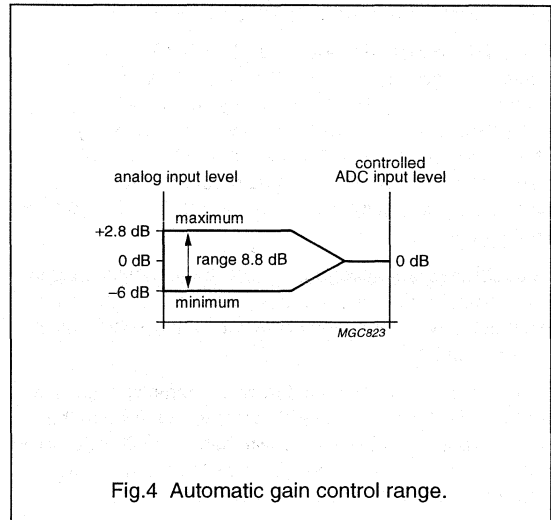 controlled
analog input level ADC input level
maximum
+2.8 dB
0 dB range 8.8 dB 0 dB
–6 dB
minimum
MGC823
Fig.4 Automatic gain control range.